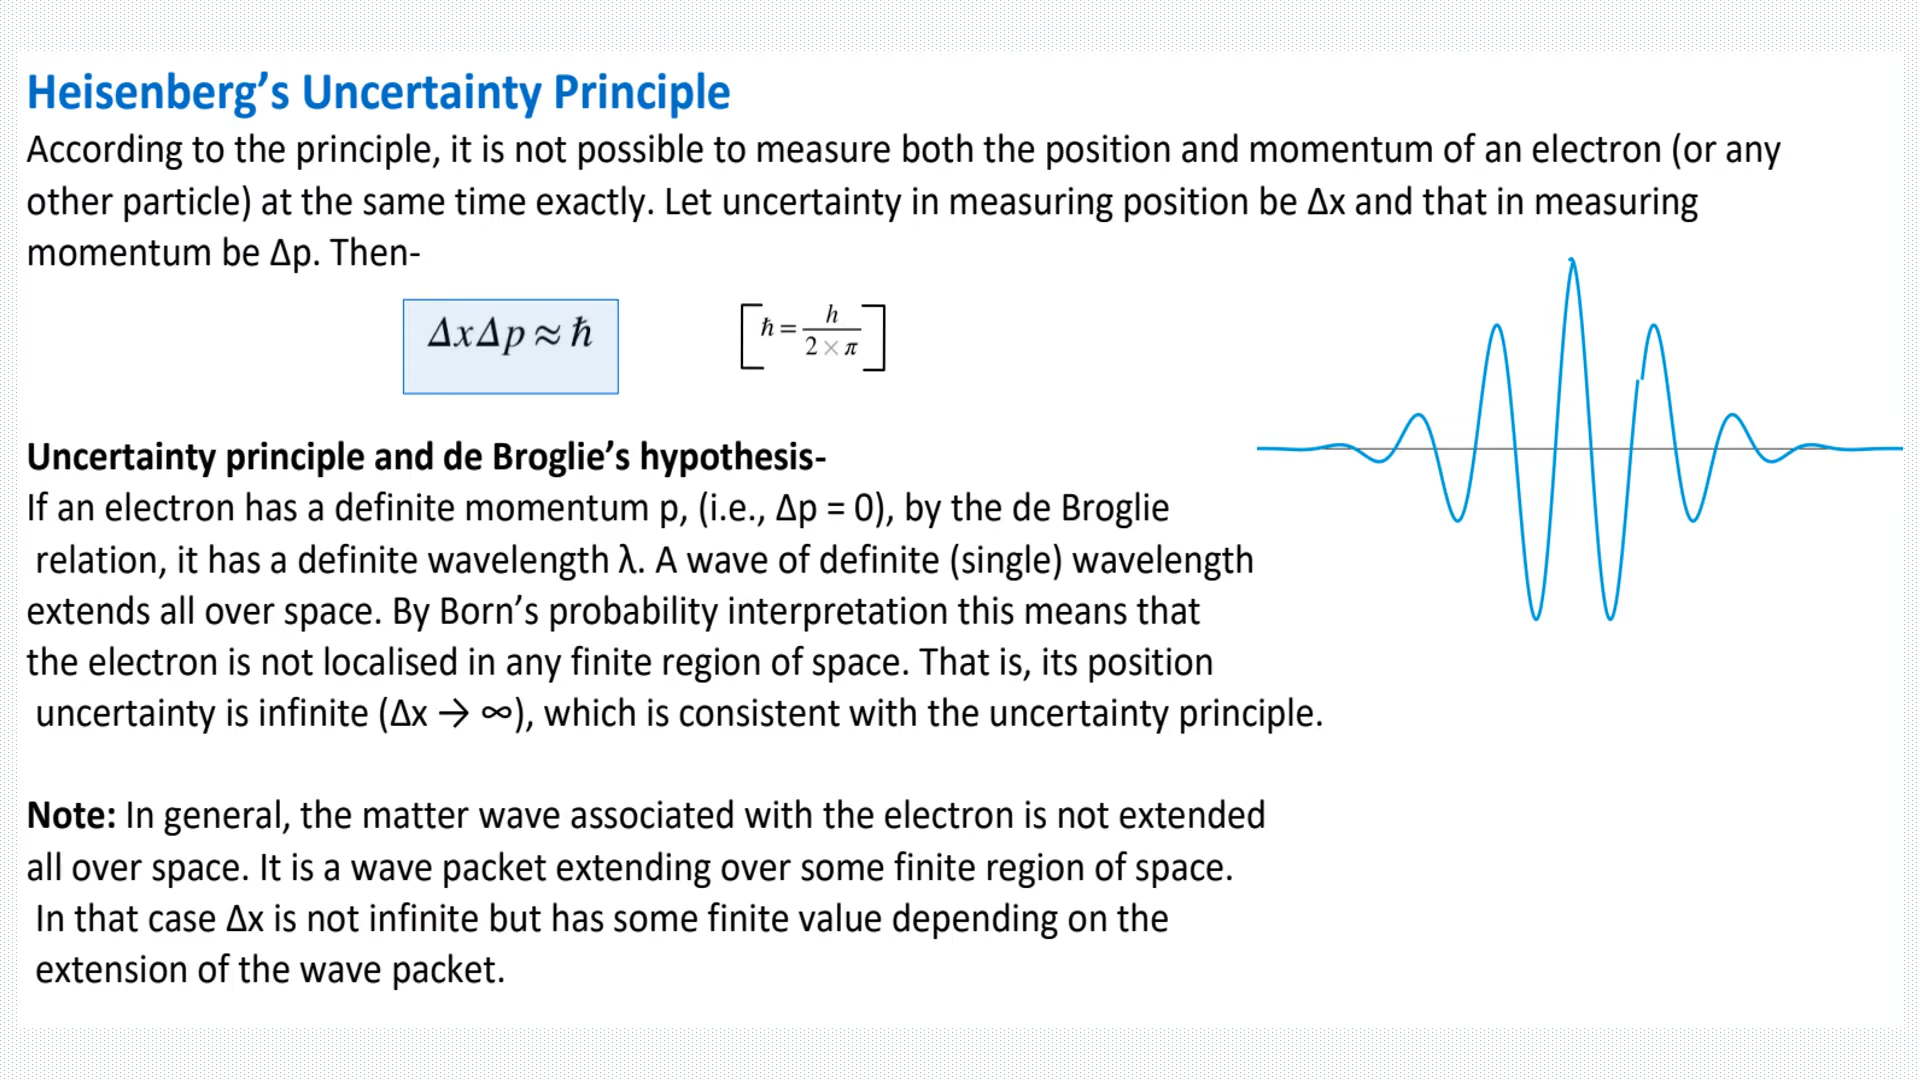 Heisenberg’s Uncertainty Principle
According to the principle, it is not possible to measure both the position and momentum of an electron (or any
other particle) at the same time exactly. Let uncertainty in measuring position be Δx and that in measuring
momentum be Δp. Then-
ΔxΔp ≈ ℏ [ℏ = h / 2 × π]
Uncertainty principle and de Broglie’s hypothesis-
If an electron has a definite momentum p, (i.e., Δp = 0), by the de Broglie
relation, it has a definite wavelength λ. A wave of definite (single) wavelength
extends all over space. By Born’s probability interpretation this means that
the electron is not localised in any finite region of space. That is, its position
uncertainty is infinite (Δx → ∞), which is consistent with the uncertainty principle.
Note: In general, the matter wave associated with the electron is not extended
all over space. It is a wave packet extending over some finite region of space.
In that case Δx is not infinite but has some finite value depending on the
extension of the wave packet.